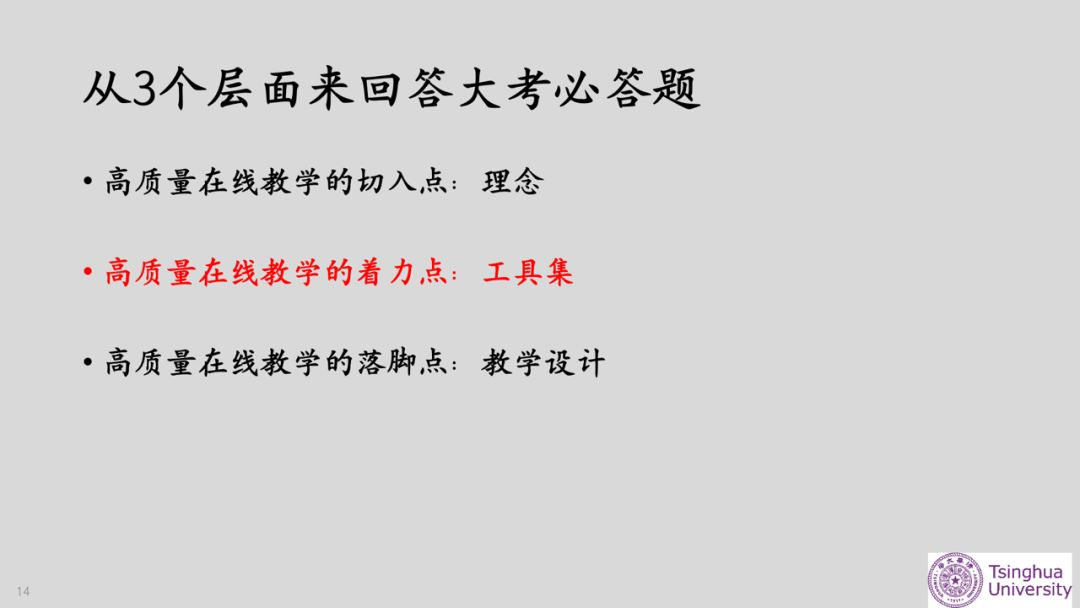 从3个层面来回答大考必答题
• 高质量在线教学的切入点：理念
• 高质量在线教学的着力点：工具集
• 高质量在线教学的落脚点：教学设计
14
Tsinghua
University